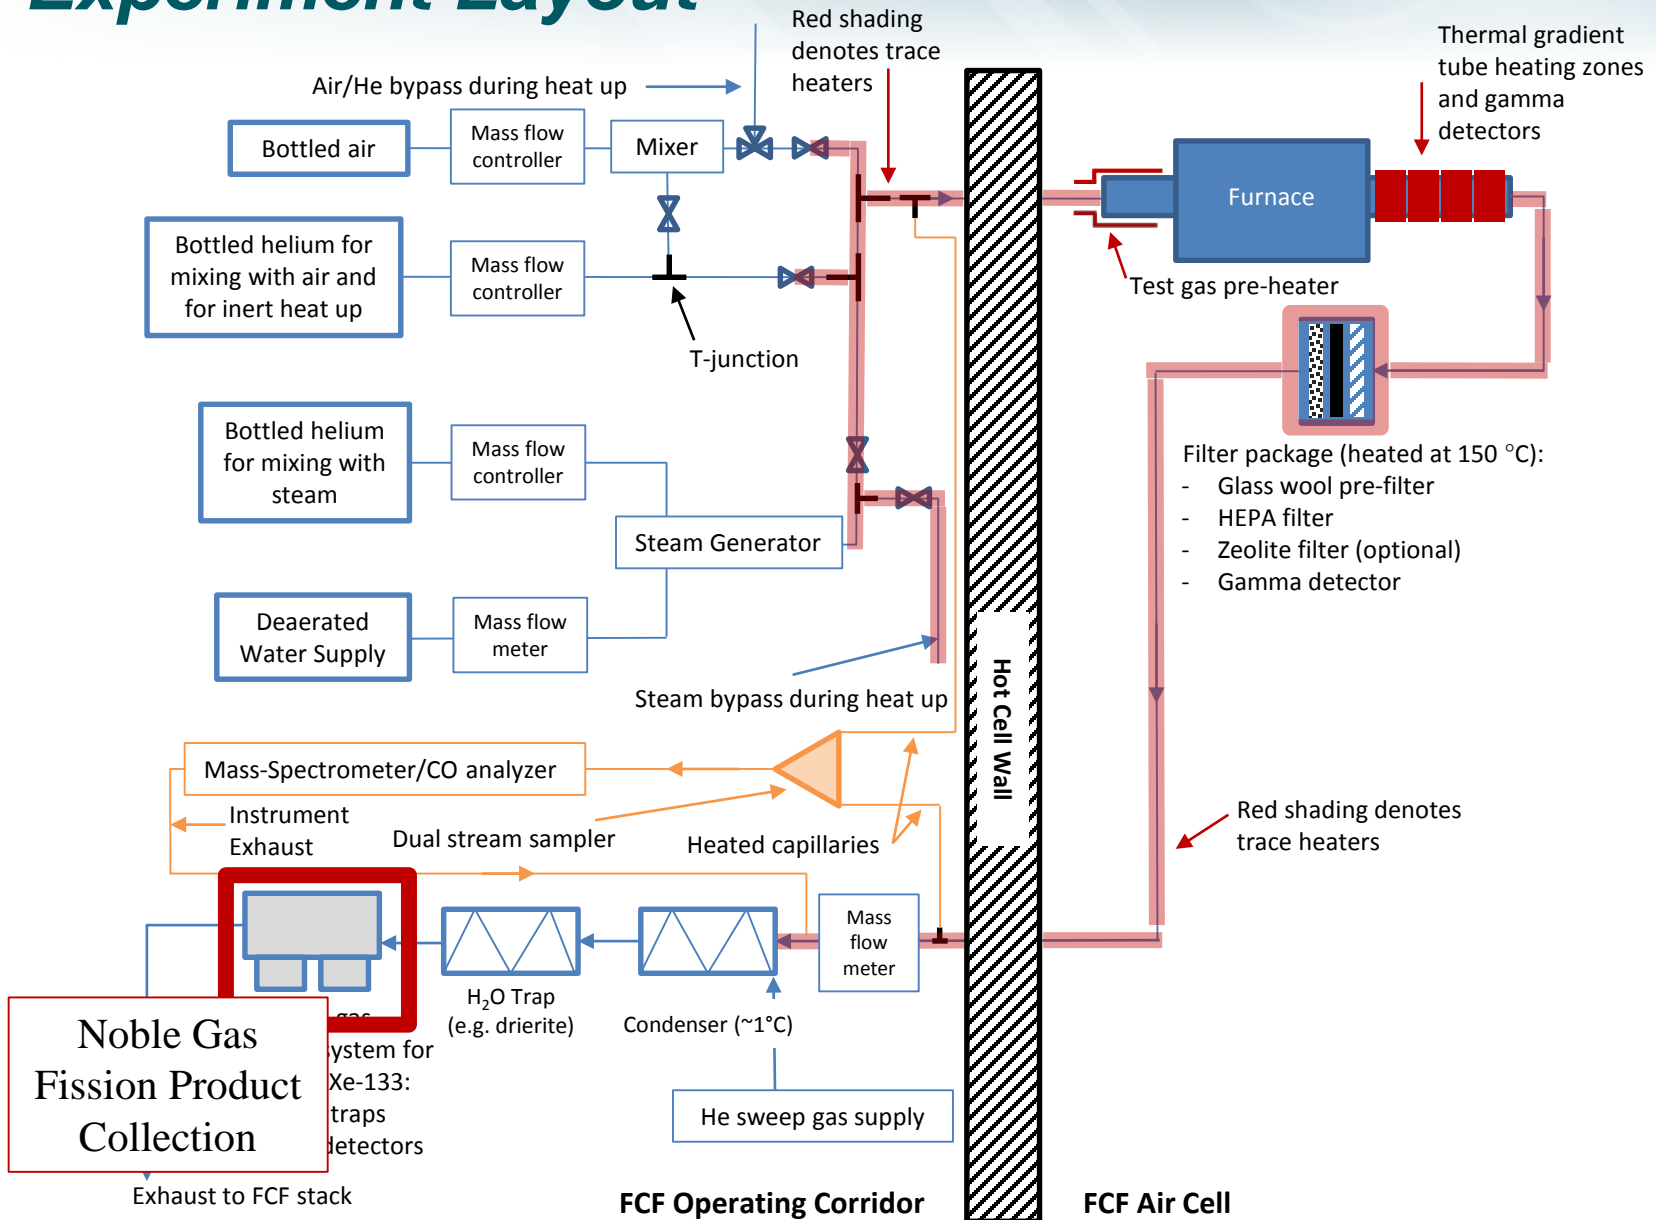 Experiment Layout
Red shading
denotes trace
heaters
Thermal gradient
tube heating zones
and gamma
detectors
Air/He bypass during heat up
Bottled air
Mass flow
controller
Mixer
Furnace
Bottled helium for
mixing with air and
for inert heat up
Mass flow
controller
Test gas pre-heater
T-junction
Bottled helium
for mixing with
steam
Mass flow
controller
Filter package (heated at 150 °C):
- Glass wool pre-filter
- HEPA filter
- Zeolite filter (optional)
- Gamma detector
Steam Generator
Deaerated
Water Supply
Mass flow
meter
Steam bypass during heat up
Hot Cell Wall
Mass-Spectrometer/CO analyzer
Instrument
Exhaust
Dual stream sampler
Heated capillaries
Red shading denotes
trace heaters
Mass
flow
meter
H₂O Trap
(e.g. drierite)
Condenser (~1°C)
gas
system for
Xe-133:
traps
detectors
Noble Gas
Fission Product
Collection
He sweep gas supply
Exhaust to FCF stack
FCF Operating Corridor
FCF Air Cell